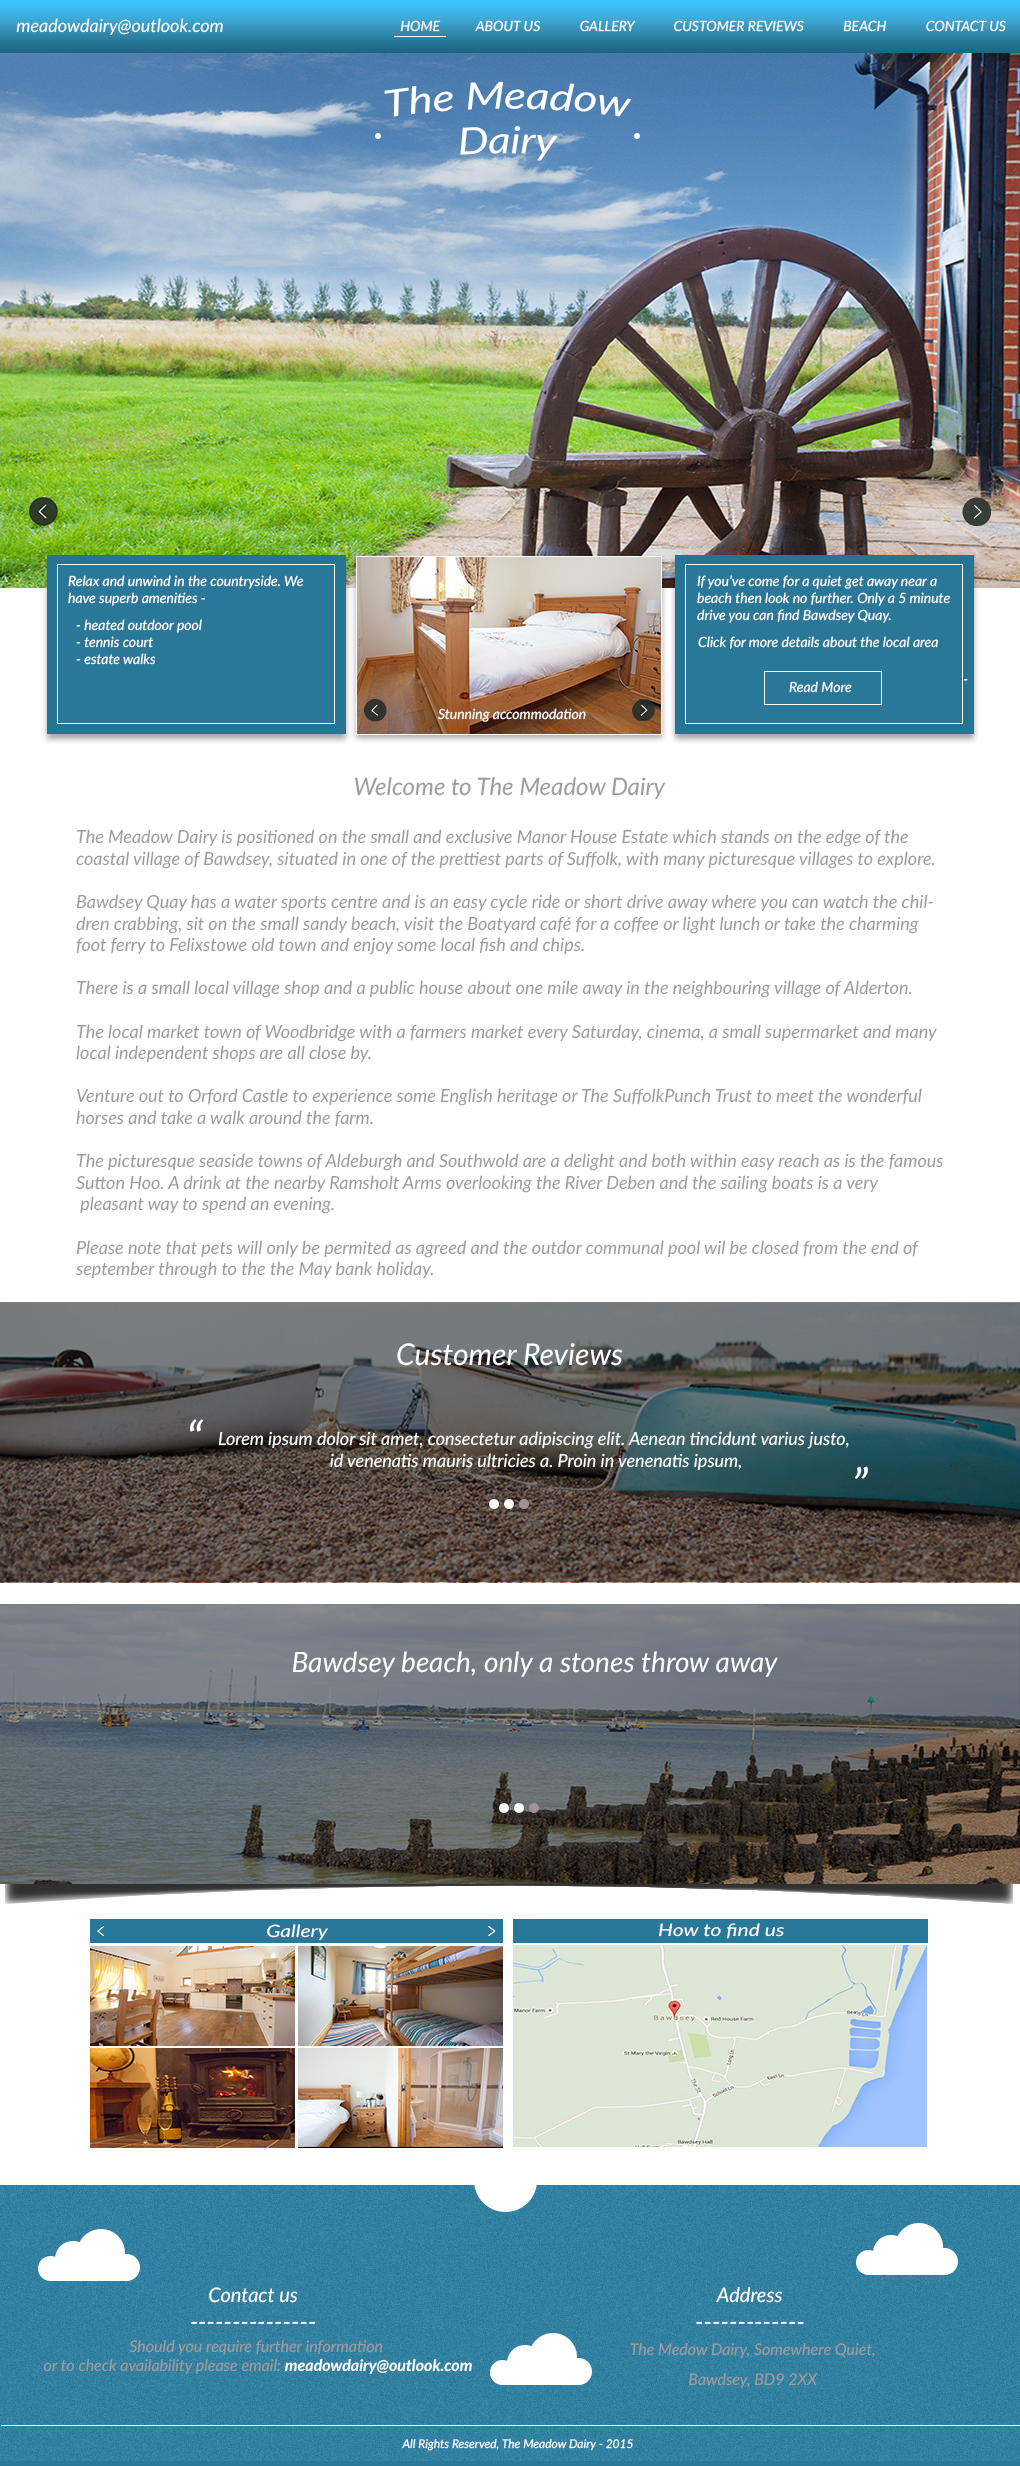 meadowdairy@outlook.com
HOME ABOUT US GALLERY CUSTOMER REVIEWS BEACH CONTACT US
The Meadow
Dairy
Relax and unwind in the countryside. We
have superb amenities -
- heated outdoor pool
- tennis court
- estate walks
Stunning accommodation
If you've come for a quiet get away near a
beach then look no further. Only a 5 minute
drive you can find Bawdsey Quay.
Click for more details about the local area
Read More
-
Welcome to The Meadow Dairy
The Meadow Dairy is positioned on the small and exclusive Manor House Estate which stands on the edge of the
coastal village of Bawdsey, situated in one of the prettiest parts of Suffolk, with many picturesque villages to explore.
Bawdsey Quay has a water sports centre and is an easy cycle ride or short drive away where you can watch the chil-
dren crabbing, sit on the small sandy beach, visit the Boatyard café for a coffee or light lunch or take the charming
foot ferry to Felixstowe old town and enjoy some local fish and chips.
There is a small local village shop and a public house about one mile away in the neighbouring village of Alderton.
The local market town of Woodbridge with a farmers market every Saturday, cinema, a small supermarket and many
local independent shops are all close by.
Venture out to Orford Castle to experience some English heritage or The SuffolkPunch Trust to meet the wonderful
horses and take a walk around the farm.
The picturesque seaside towns of Aldeburgh and Southwold are a delight and both within easy reach as is the famous
Sutton Hoo. A drink at the nearby Ramsholt Arms overlooking the River Deben and the sailing boats is a very
pleasant way to spend an evening.
Please note that pets will only be permited as agreed and the outdor communal pool wil be closed from the end of
september through to the the May bank holiday.
Customer Reviews
“ Lorem ipsum dolor sit amet, consectetur adipiscing elit. Aenean tincidunt varius justo,
id venenatis mauris ultricies a. Proin in venenatis ipsum, ”
Bawdsey beach, only a stones throw away
Gallery
How to find us
Manor Farm
Bawdsey
Red House Farm
Beacy Ln
St Mary the Virgin
Long Ln
East Ln
The St
School Ln
Bawdsey Hall
Contact us
---------------
Should you require further information
or to check availability please email: meadowdairy@outlook.com
Address
-------------
The Medow Dairy, Somewhere Quiet,
Bawdsey, BD9 2XX
All Rights Reserved, The Meadow Dairy - 2015